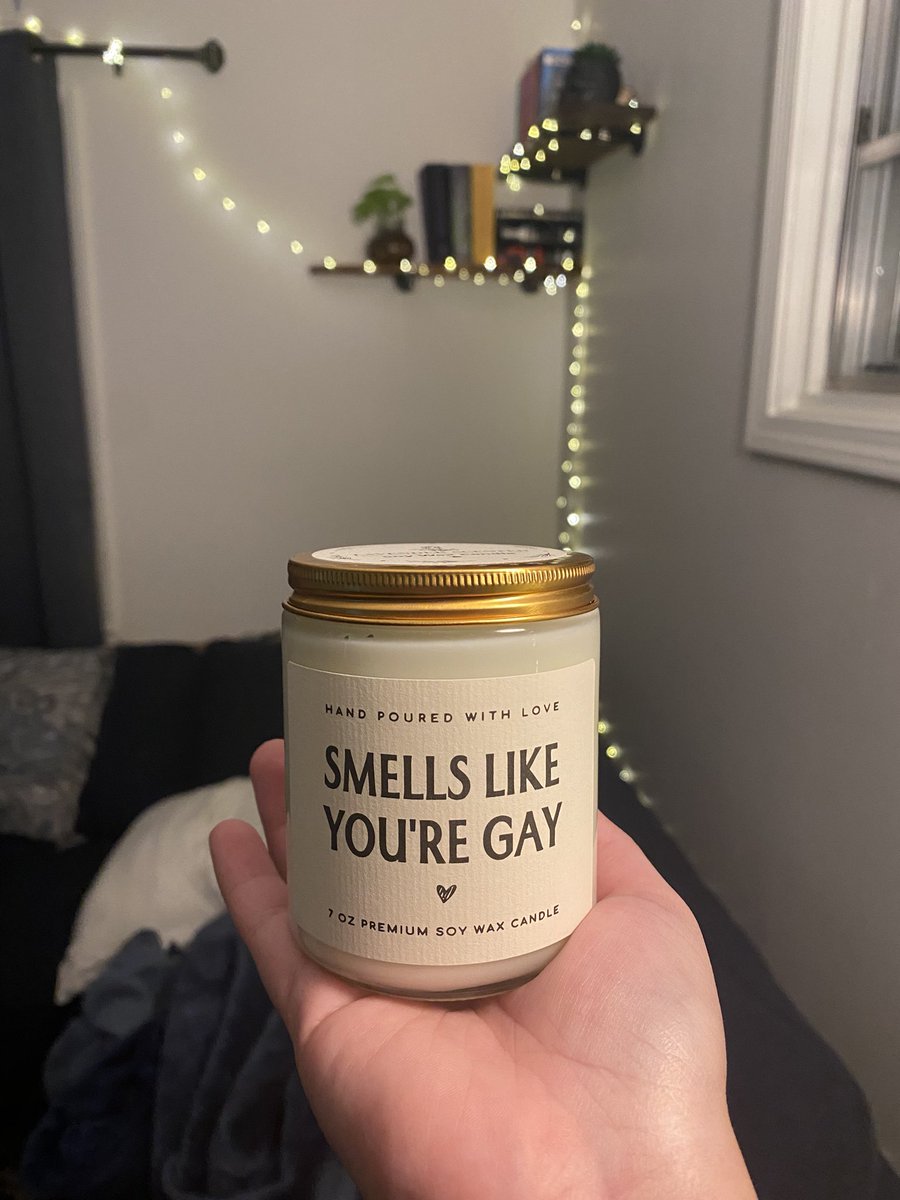 HAND POURED WITH LOVE
SMELLS LIKE
YOU'RE GAY
7 OZ PREMIUM SOY WAX CANDLE